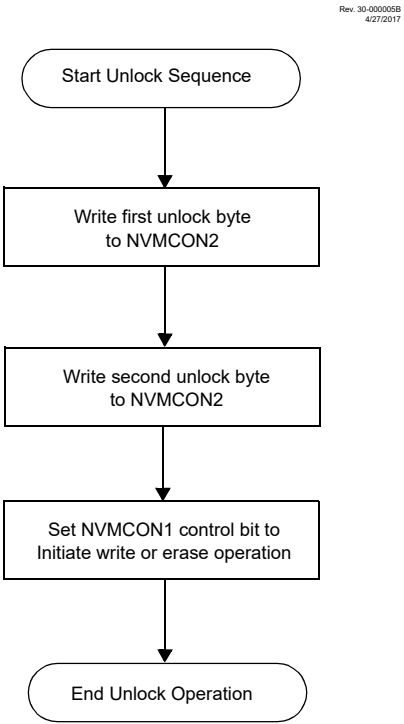 Rev. 30-000005B
4/27/2017
Start Unlock Sequence
Write first unlock byte
to NVMCON2
Write second unlock byte
to NVMCON2
Set NVMCON1 control bit to
Initiate write or erase operation
End Unlock Operation